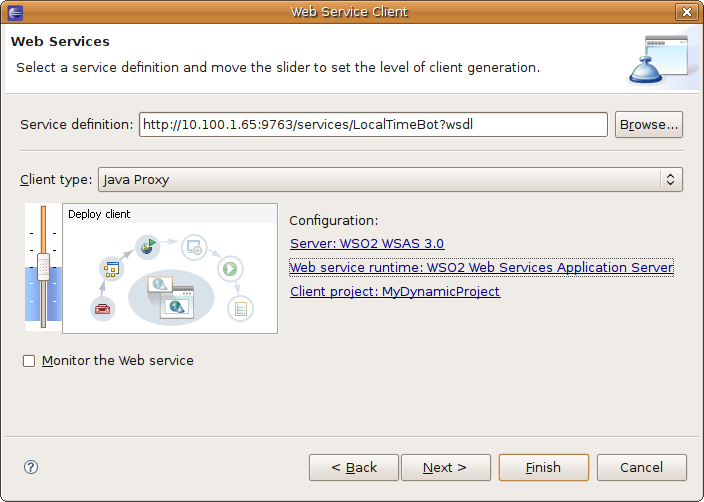 Web Service Client
Web Services
Select a service definition and move the slider to set the level of client generation.
Service definition: http://10.100.1.65:9763/services/LocalTimeBot?wsdl Browse...
Client type: Java Proxy
Deploy client
Configuration:
Server: WSO2 WSAS 3.0
Web service runtime: WSO2 Web Services Application Server
Client project: MyDynamicProject
Monitor the Web service
? < Back Next > Finish Cancel